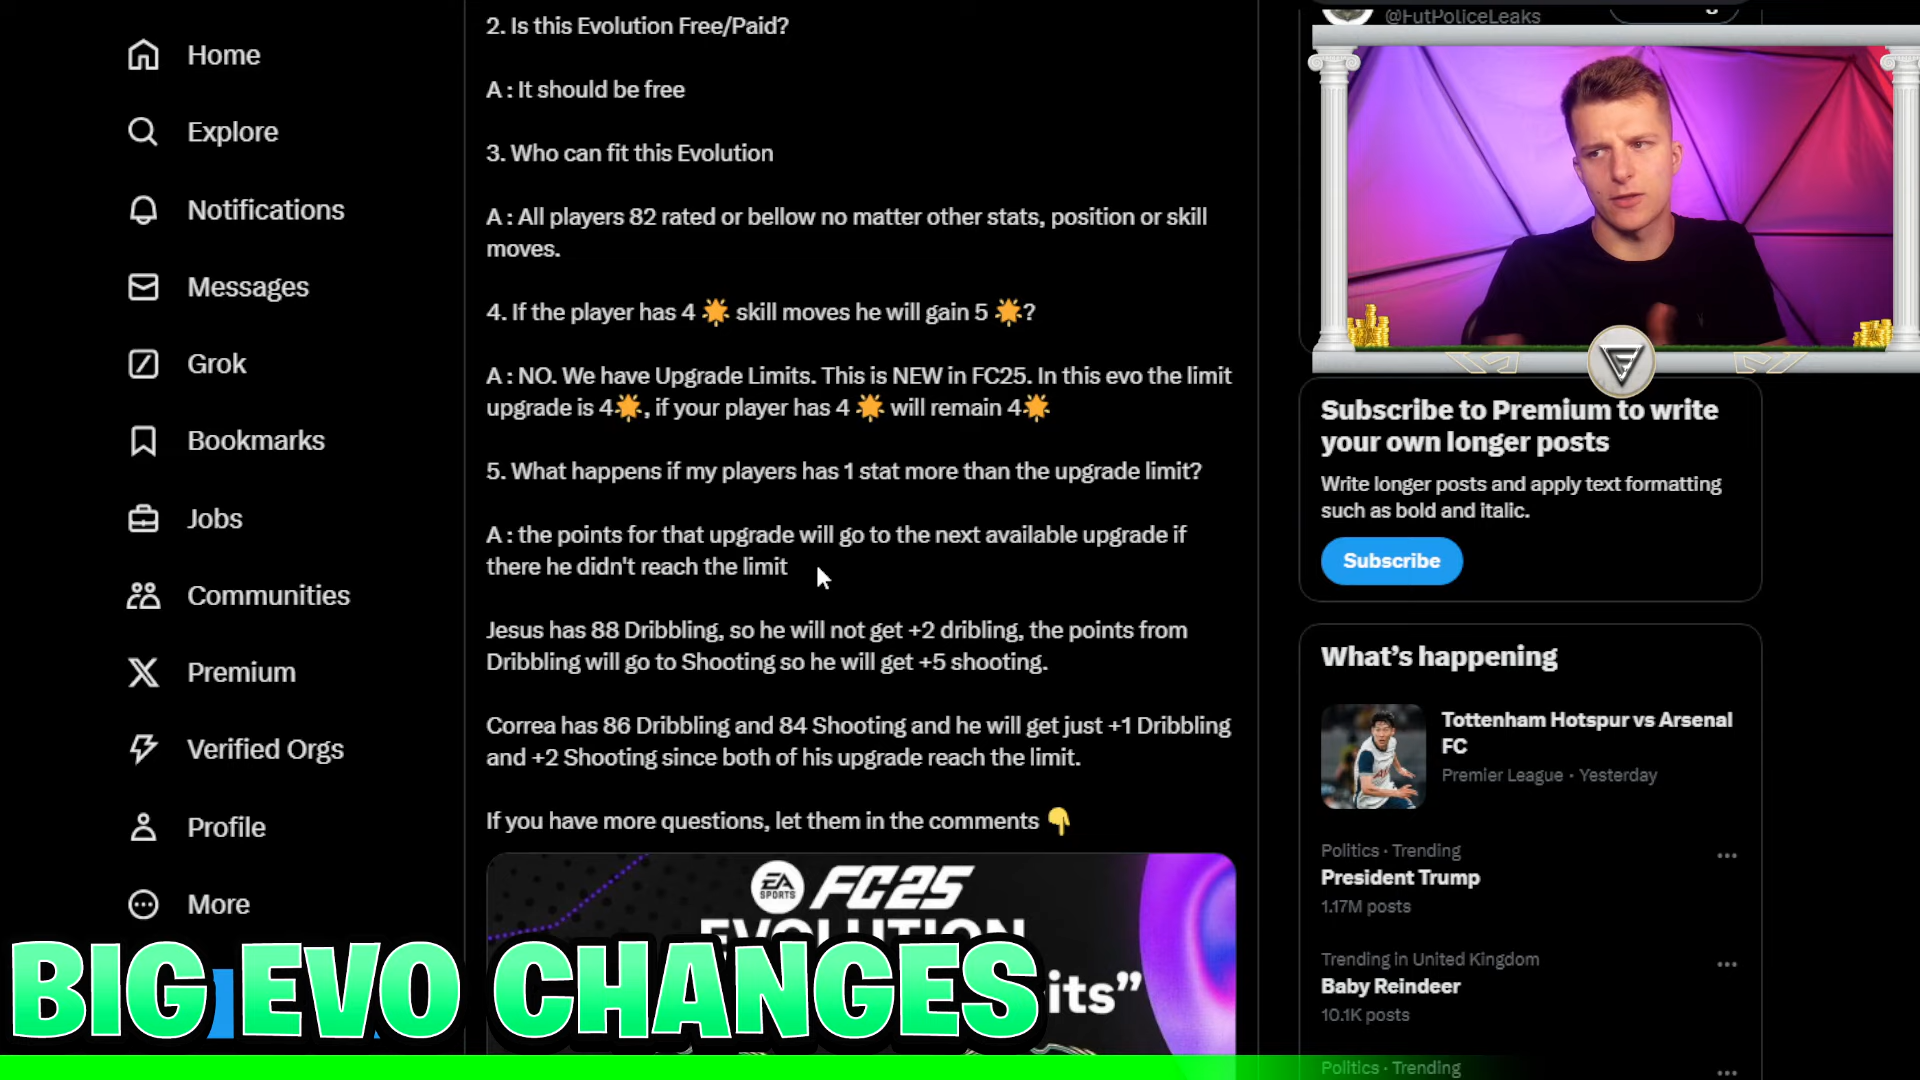 Home
Explore
Notifications
Messages
Grok
Bookmarks
Jobs
Communities
Premium
Verified Orgs
Profile
More
2. Is this Evolution Free/Paid?
A : It should be free
3. Who can fit this Evolution
A : All players 82 rated or bellow no matter other stats, position or skill
moves.
4. If the player has 4 🌟 skill moves he will gain 5 🌟?
A : NO. We have Upgrade Limits. This is NEW in FC25. In this evo the limit
upgrade is 4🌟, if your player has 4 🌟 will remain 4🌟
5. What happens if my players has 1 stat more than the upgrade limit?
A : the points for that upgrade will go to the next available upgrade if
there he didn't reach the limit
Jesus has 88 Dribbling, so he will not get +2 dribling, the points from
Dribbling will go to Shooting so he will get +5 shooting.
Correa has 86 Dribbling and 84 Shooting and he will get just +1 Dribbling
and +2 Shooting since both of his upgrade reach the limit.
If you have more questions, let them in the comments 👇
EA
SPORTS
FC25
EVOLUTION
its”
@FutPoliceLeaks
Subscribe to Premium to write
your own longer posts
Write longer posts and apply text formatting
such as bold and italic.
Subscribe
What’s happening
Tottenham Hotspur vs Arsenal
FC
Premier League · Yesterday
Politics · Trending
President Trump
1.17M posts
Trending in United Kingdom
Baby Reindeer
10.1K posts
Politics · Trending
BIG EVO CHANGES